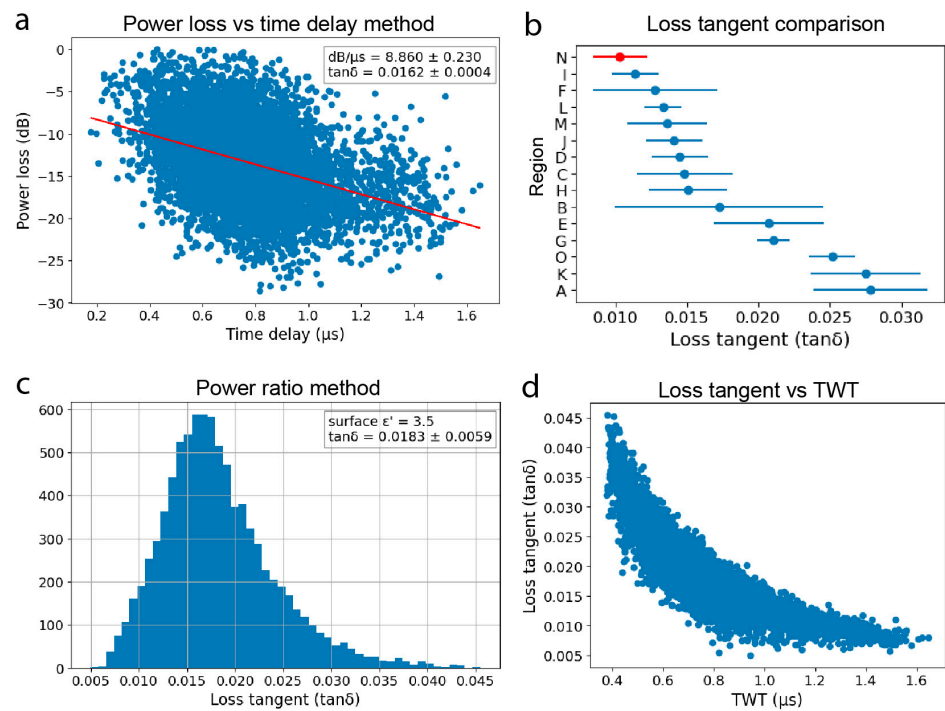 a
Power loss vs time delay method
dB/μs = 8.860 ± 0.230
tanδ = 0.0162 ± 0.0004
0
−5
−10
−15
−20
−25
−30
Power loss (dB)
0.2 0.4 0.6 0.8 1.0 1.2 1.4 1.6
Time delay (μs)
b
Loss tangent comparison
N
I
F
L
M
J
D
C
H
B
E
G
O
K
A
Region
0.010 0.015 0.020 0.025 0.030
Loss tangent (tanδ)
c
Power ratio method
surface ε' = 3.5
tanδ = 0.0183 ± 0.0059
600
500
400
300
200
100
0
0.005 0.010 0.015 0.020 0.025 0.030 0.035 0.040 0.045
Loss tangent (tanδ)
d
Loss tangent vs TWT
0.045
0.040
0.035
0.030
0.025
0.020
0.015
0.010
0.005
Loss tangent (tanδ)
0.4 0.6 0.8 1.0 1.2 1.4 1.6
TWT (μs)